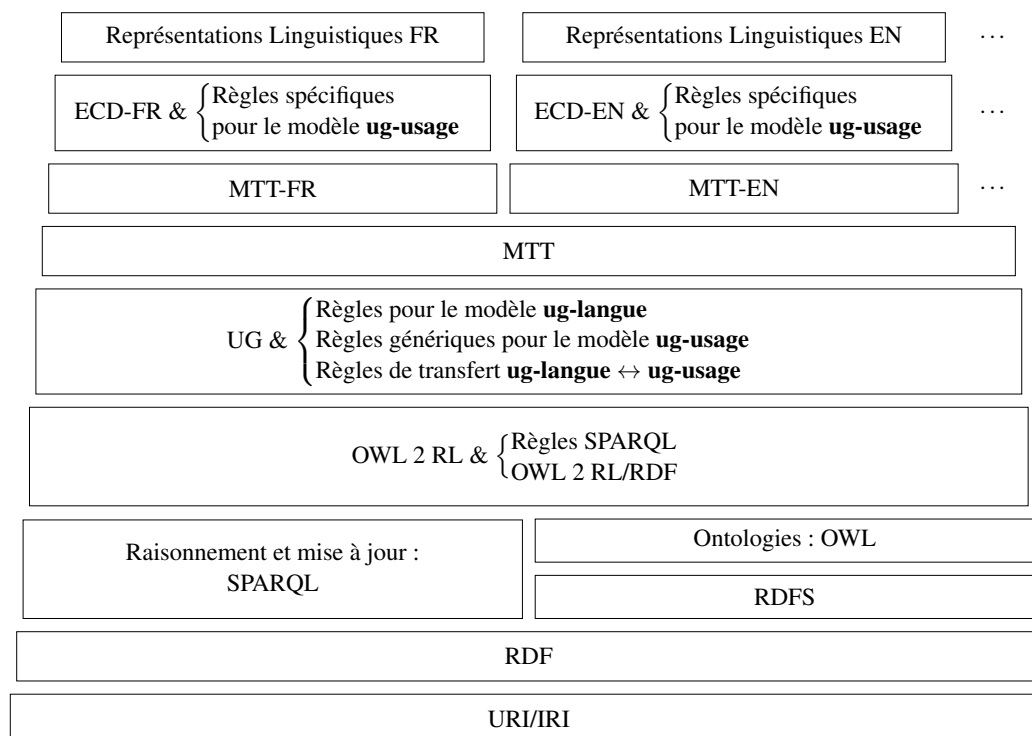 Représentations Linguistiques FR
Représentations Linguistiques EN
⋯
ECD-FR & { Règles spécifiques
pour le modèle ug-usage
ECD-EN & { Règles spécifiques
pour le modèle ug-usage
⋯
MTT-FR
MTT-EN
⋯
MTT
UG & { Règles pour le modèle ug-langue
Règles génériques pour le modèle ug-usage
Règles de transfert ug-langue ↔ ug-usage
OWL 2 RL & { Règles SPARQL
OWL 2 RL/RDF
Raisonnement et mise à jour :
SPARQL
Ontologies : OWL
RDFS
RDF
URI/IRI